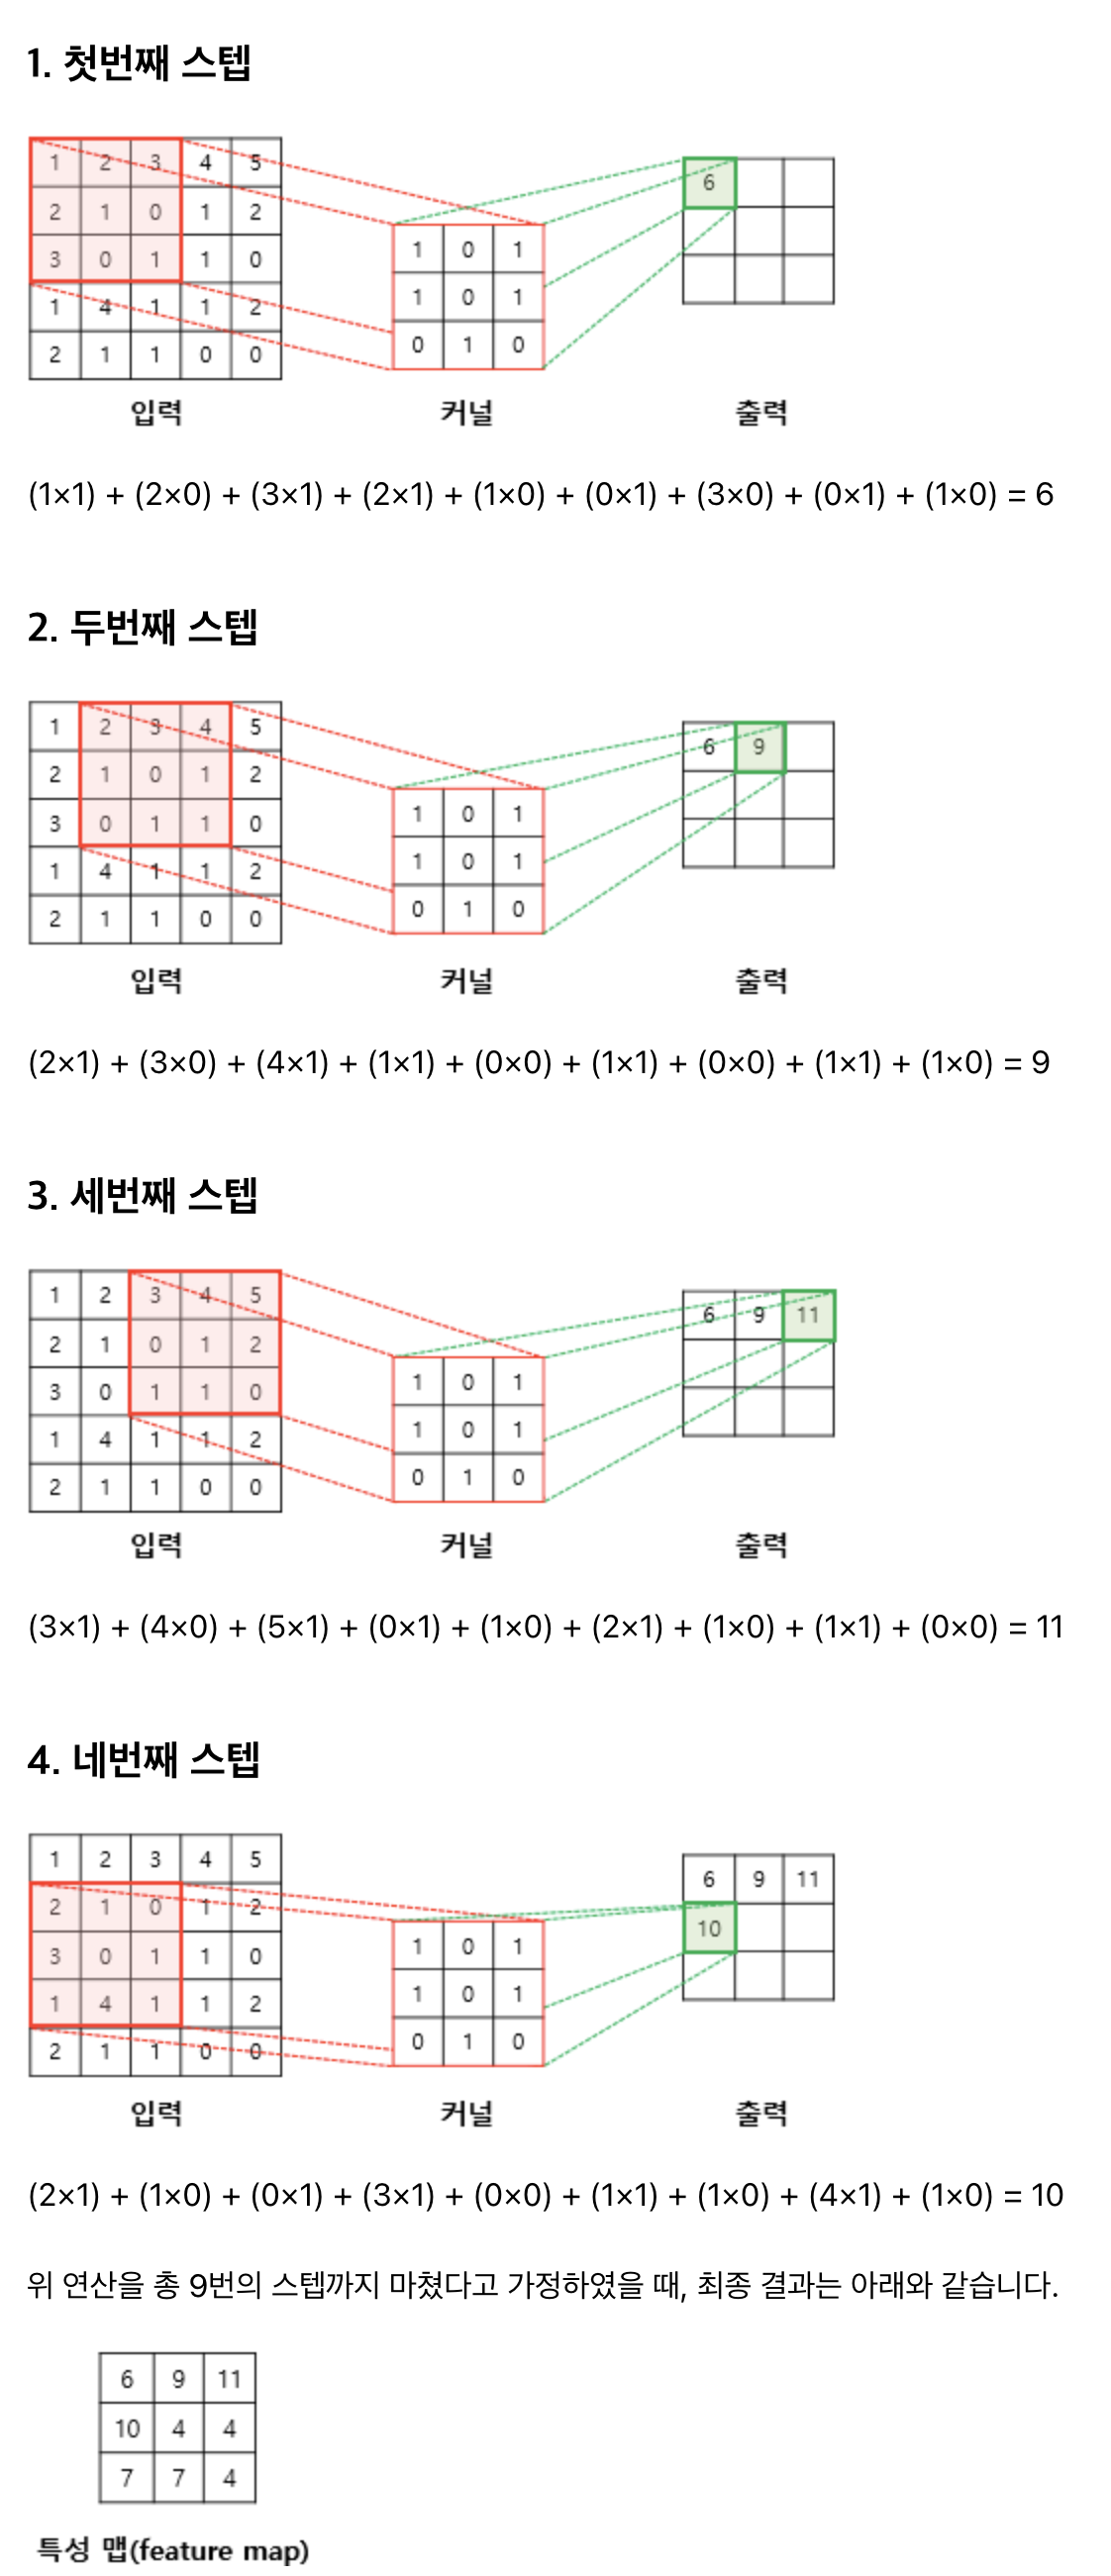 1. 첫번째 스텝
1 2 3 4 5
2 1 0 1 2
3 0 1 1 0
1 4 1 1 2
2 1 1 0 0
입력
1 0 1
1 0 1
0 1 0
커널
6
출력
(1×1) + (2×0) + (3×1) + (2×1) + (1×0) + (0×1) + (3×0) + (0×1) + (1×0) = 6
2. 두번째 스텝
1 2 3 4 5
2 1 0 1 2
3 0 1 1 0
1 4 1 1 2
2 1 1 0 0
입력
1 0 1
1 0 1
0 1 0
커널
6 9
출력
(2×1) + (3×0) + (4×1) + (1×1) + (0×0) + (1×1) + (0×0) + (1×1) + (1×0) = 9
3. 세번째 스텝
1 2 3 4 5
2 1 0 1 2
3 0 1 1 0
1 4 1 1 2
2 1 1 0 0
입력
1 0 1
1 0 1
0 1 0
커널
6 9 11
출력
(3×1) + (4×0) + (5×1) + (0×1) + (1×0) + (2×1) + (1×0) + (1×1) + (0×0) = 11
4. 네번째 스텝
1 2 3 4 5
2 1 0 1 2
3 0 1 1 0
1 4 1 1 2
2 1 1 0 0
입력
1 0 1
1 0 1
0 1 0
커널
6 9 11
10
출력
(2×1) + (1×0) + (0×1) + (3×1) + (0×0) + (1×1) + (1×0) + (4×1) + (1×0) = 10
위 연산을 총 9번의 스텝까지 마쳤다고 가정하였을 때, 최종 결과는 아래와 같습니다.
6 9 11
10 4 4
7 7 4
특성 맵(feature map)